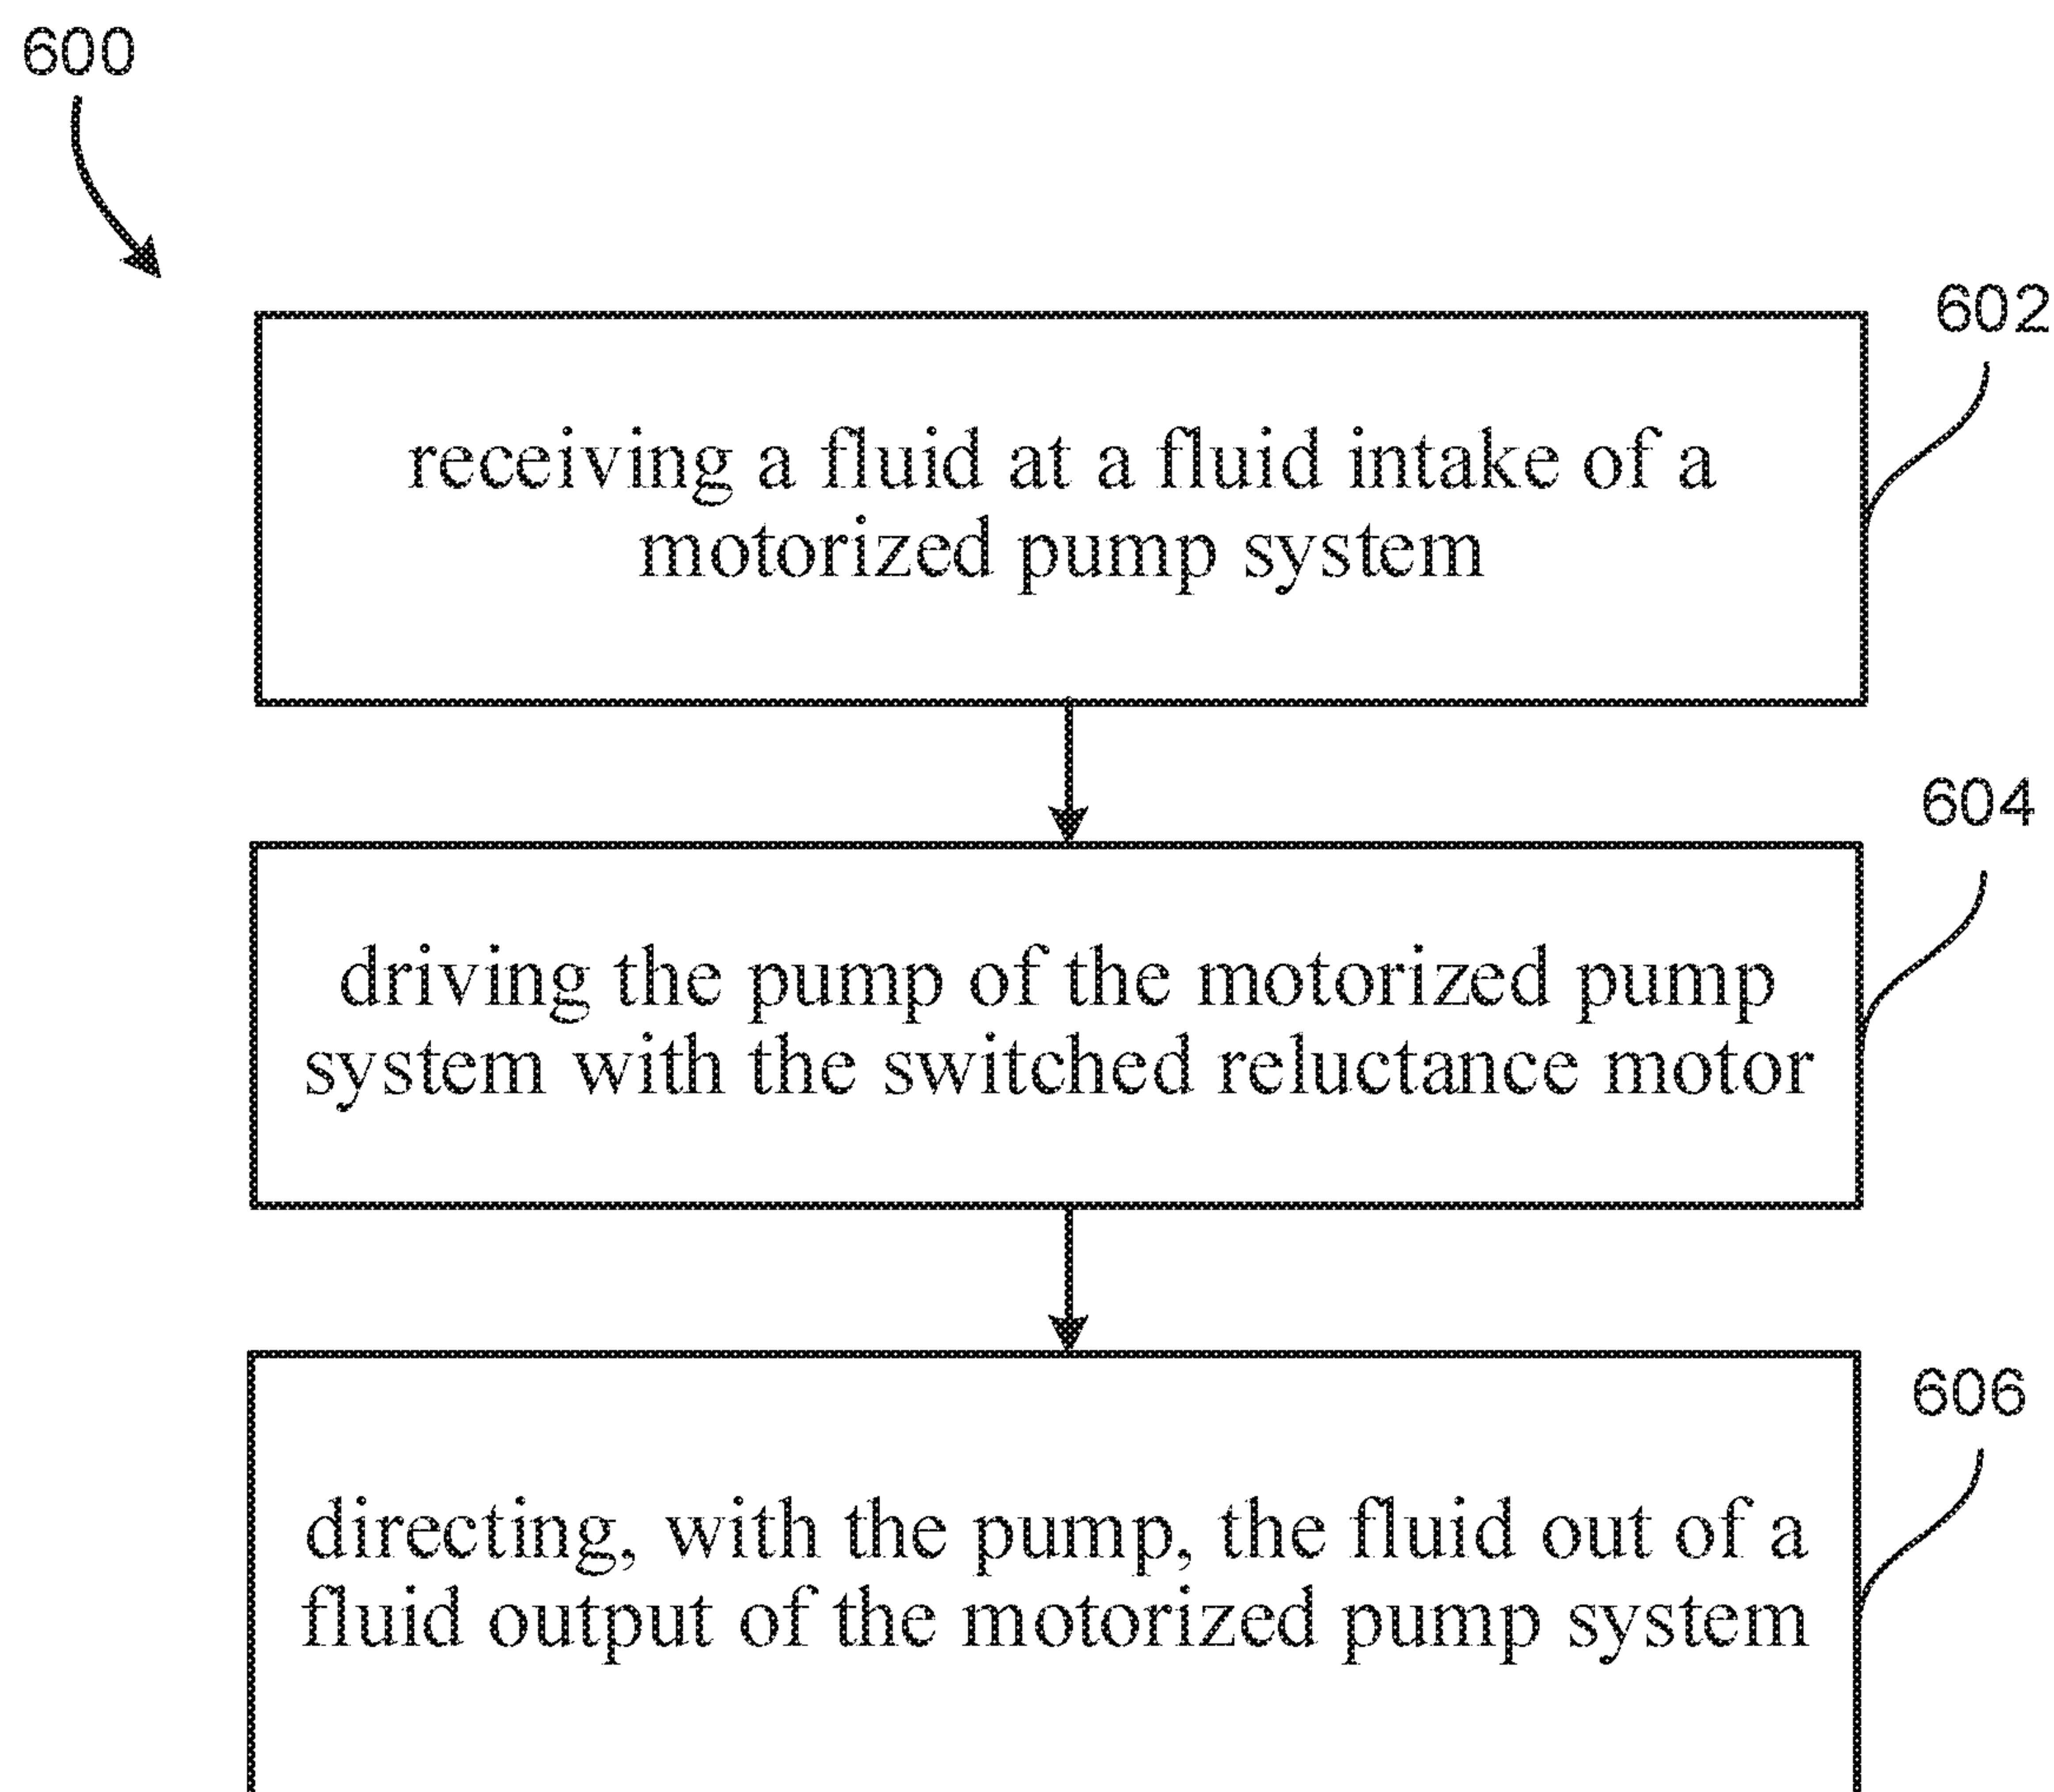 600
602
receiving a fluid at a fluid intake of a
motorized pump system
604
driving the pump of the motorized pump
system with the switched reluctance motor
606
directing, with the pump, the fluid out of a
fluid output of the motorized pump system